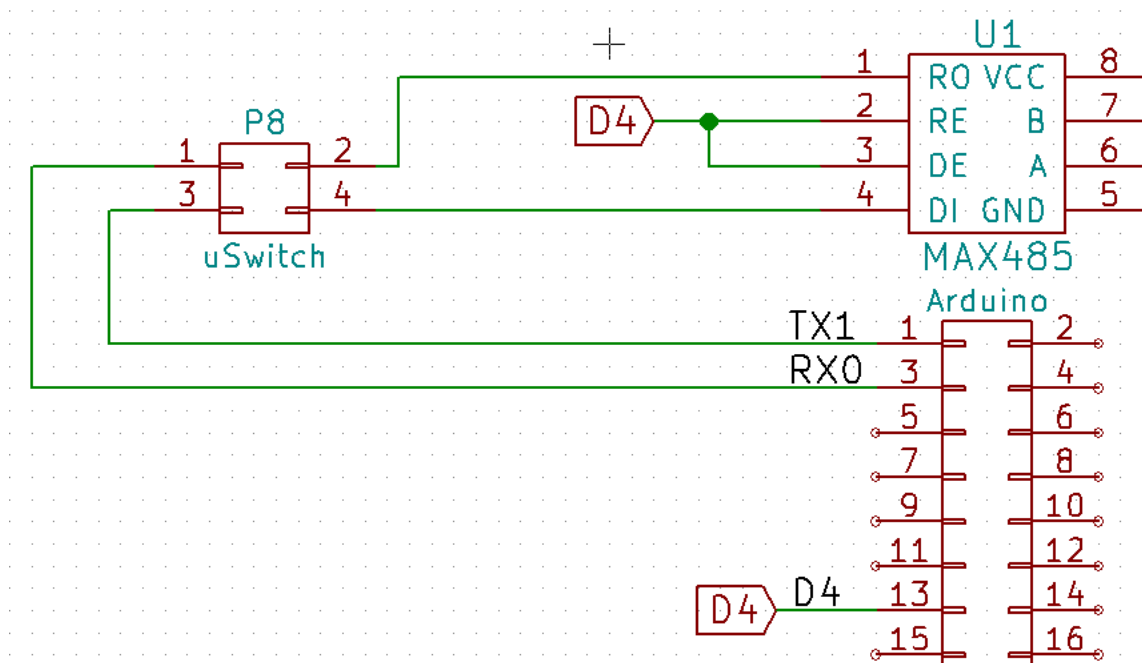 U1
1 RO VCC 8
D4 2 RE B 7
P8
1 2 3 DE A 6
3 4 4 DI GND 5
uSwitch MAX485
Arduino
TX1 1 2
RX0 3 4
5 6
7 8
9 10
11 12
D4 D4 13 14
15 16